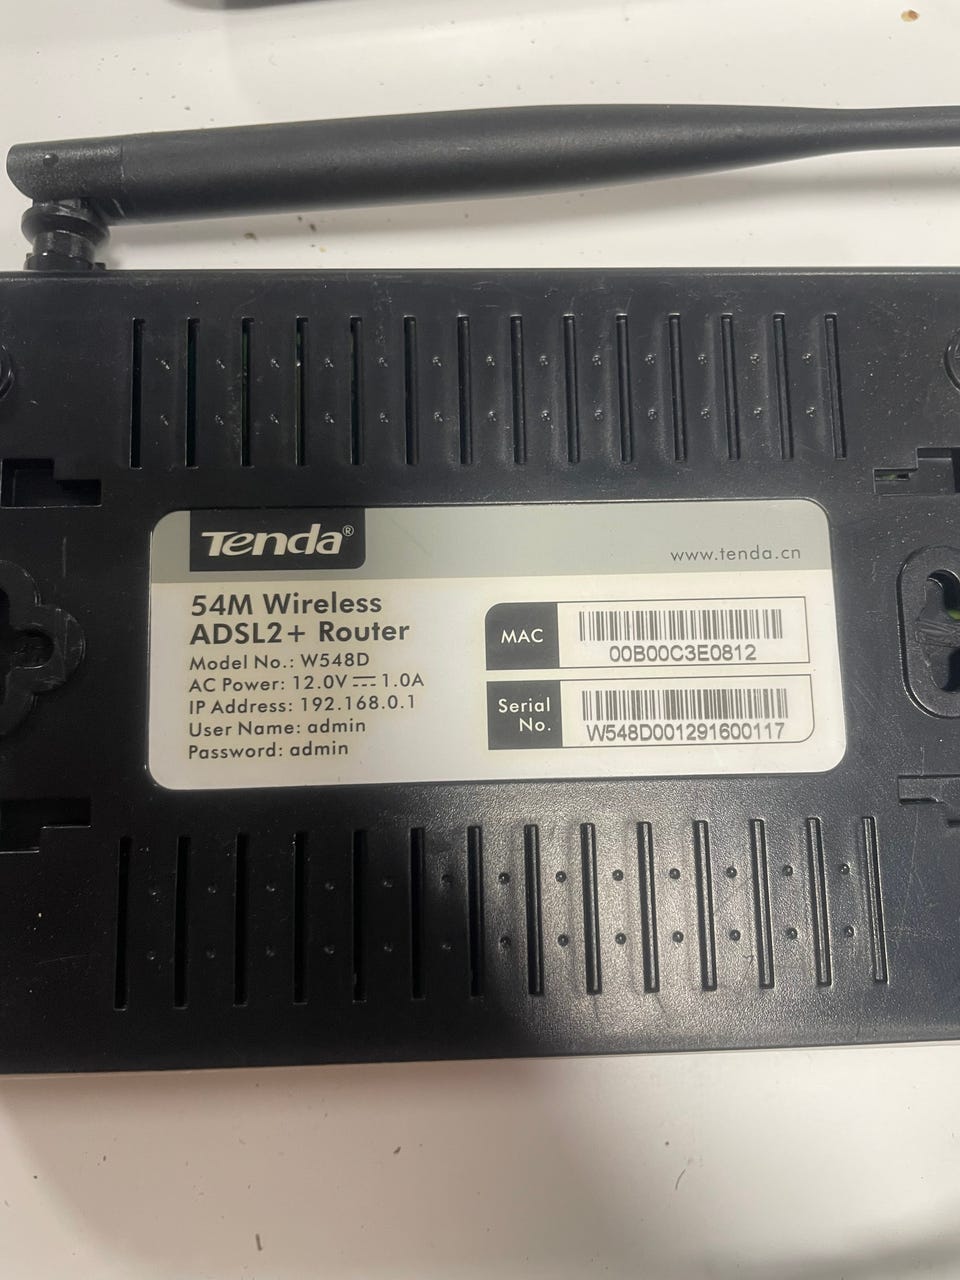 Tenda®
www.tenda.cn
54M Wireless
ADSL2+ Router
Model No.: W548D
AC Power: 12.0V⎓1.0A
IP Address: 192.168.0.1
User Name: admin
Password: admin
MAC
00B00C3E0812
Serial
No.
W548D001291600117